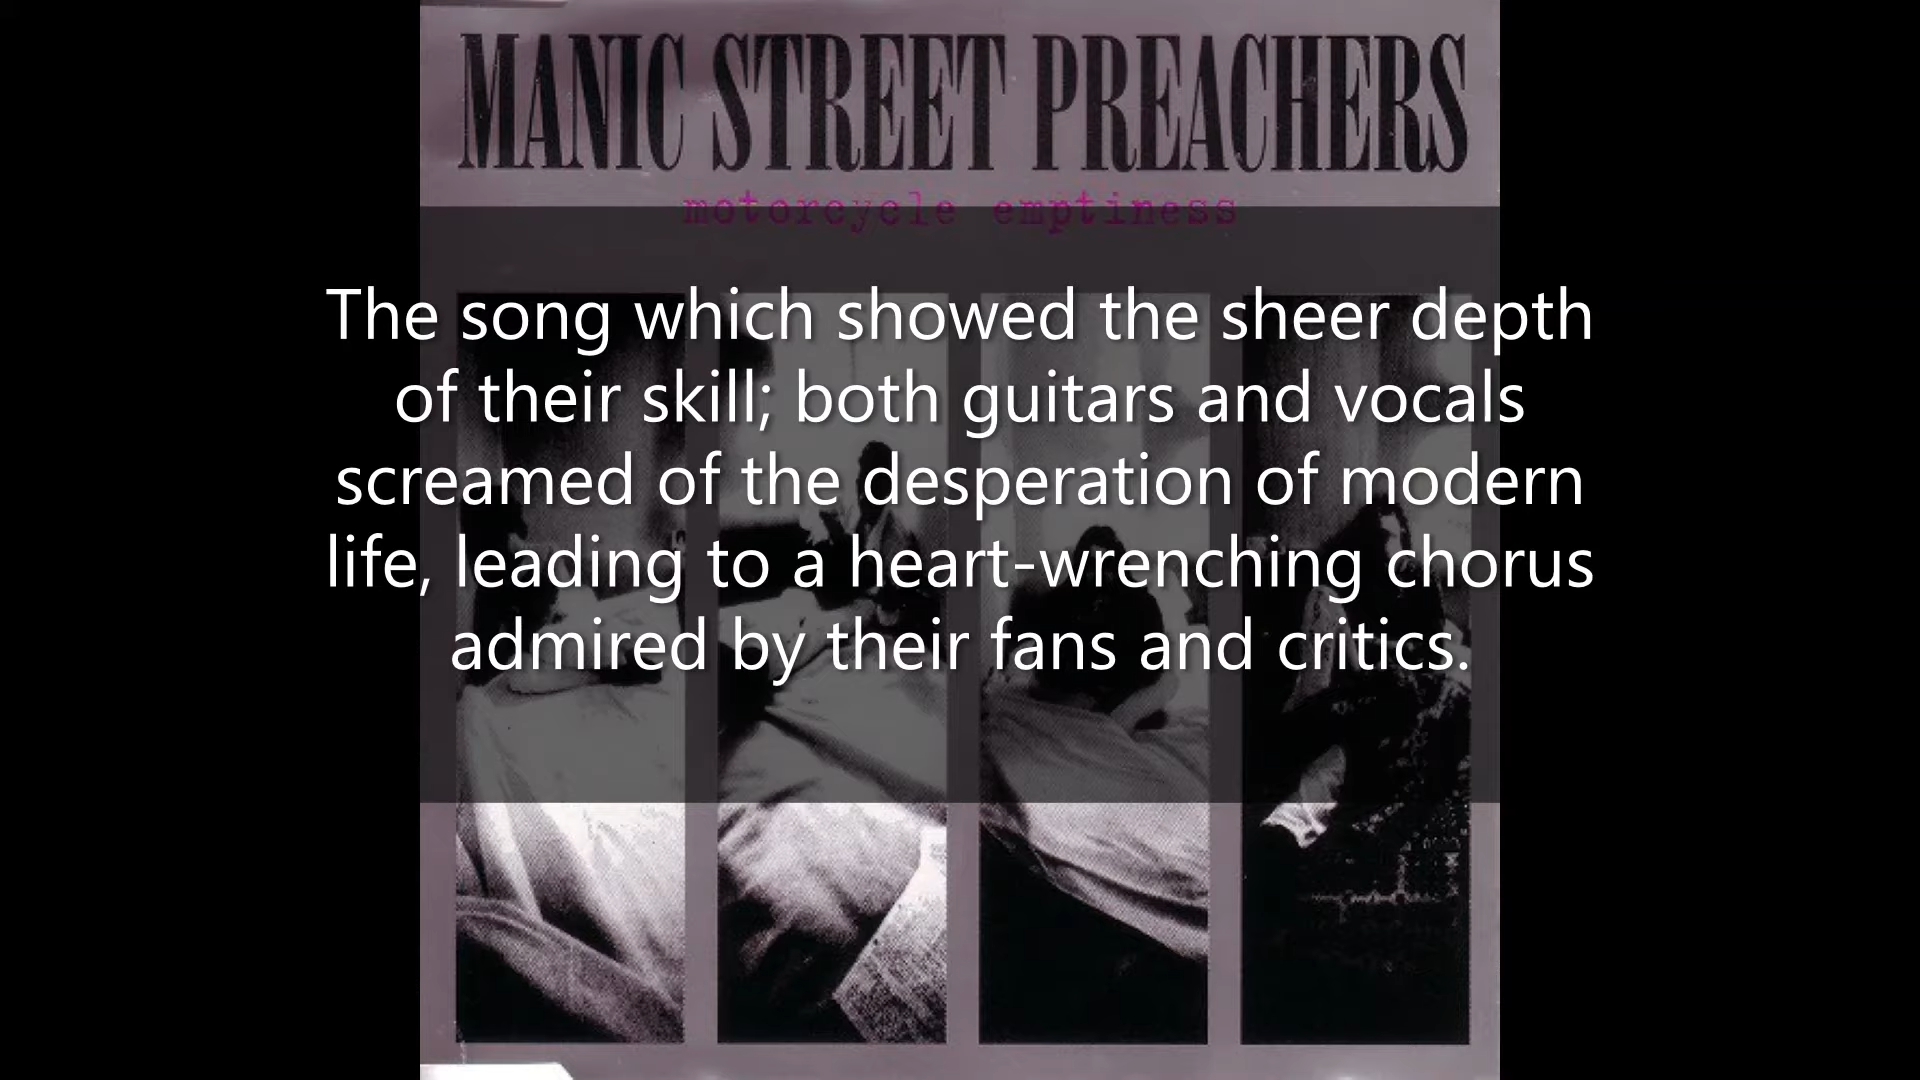 MANIC STREET PREACHERS
motorcycle emptiness
The song which showed the sheer depth
of their skill; both guitars and vocals
screamed of the desperation of modern
life, leading to a heart-wrenching chorus
admired by their fans and critics.